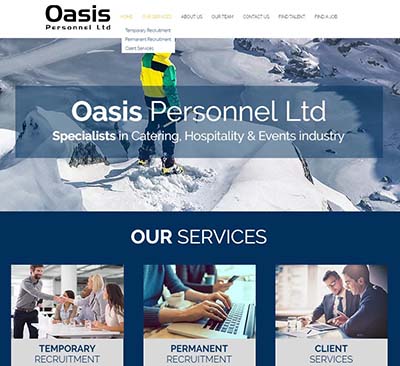 Oasis
Personnel Ltd
HOME OUR SERVICES ABOUT US OUR TEAM CONTACT US FIND TALENT FIND A JOB
Temporary Recruitment
Permanent Recruitment
Client Services
Oasis Personnel Ltd
Specialists in Catering, Hospitality & Events industry
OUR SERVICES
TEMPORARY
RECRUITMENT
PERMANENT
RECRUITMENT
CLIENT
SERVICES